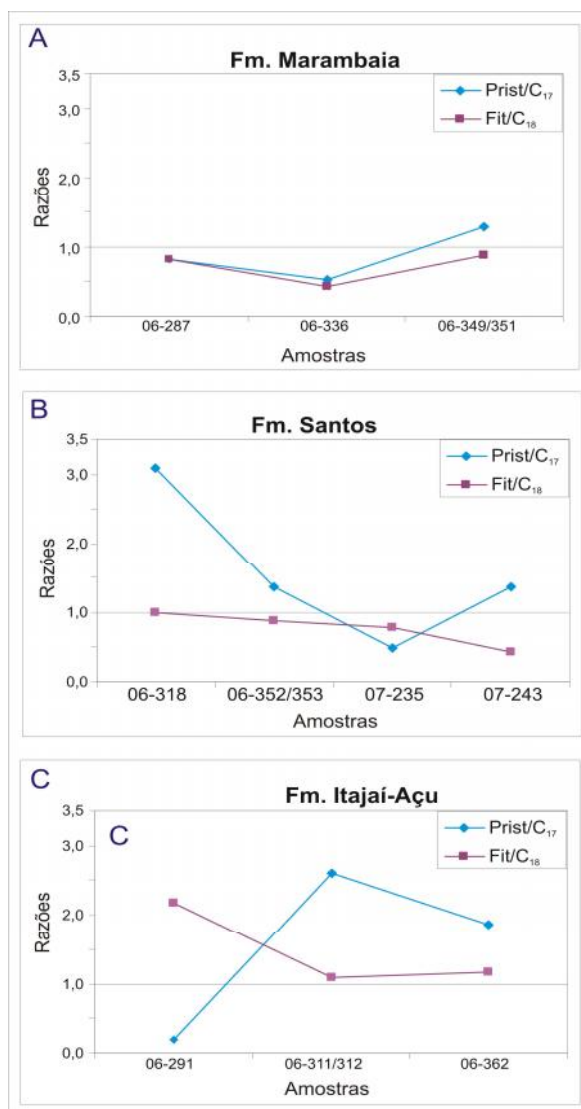 A
Fm. Marambaia
3,5
3,0
2,0
1,0
0,0
Razões
Prist/C₁₇
Fit/C₁₈
06-287 06-336 06-349/351
Amostras
B
Fm. Santos
3,5
3,0
2,0
1,0
0,0
Razões
Prist/C₁₇
Fit/C₁₈
06-318 06-352/353 07-235 07-243
Amostras
C
Fm. Itajaí-Açu
C
3,5
3,0
2,0
1,0
0,0
Razões
Prist/C₁₇
Fit/C₁₈
06-291 06-311/312 06-362
Amostras